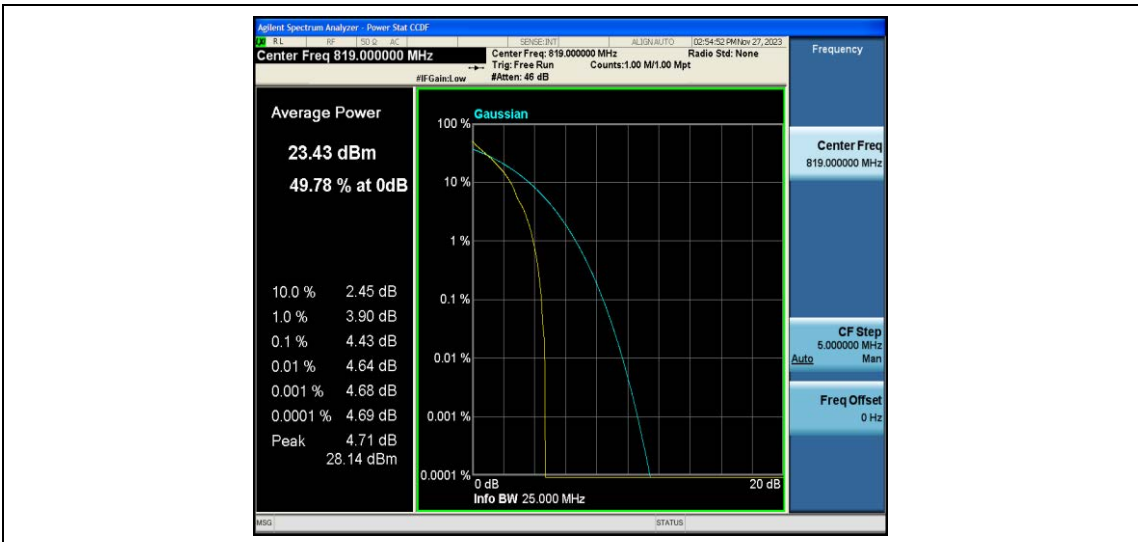 Agilent Spectrum Analyzer - Power Stat CCDF
RL RF 50 Ω AC SENSE:INT ALIGN AUTO 02:54:52 PM Nov 27, 2023
Center Freq 819.000000 MHz
Center Freq: 819.000000 MHz Radio Std: None
Trig: Free Run Counts:1.00 M/1.00 Mpt
#IFGain:Low #Atten: 46 dB
Average Power
23.43 dBm
49.78 % at 0dB
10.0 % 2.45 dB
1.0 % 3.90 dB
0.1 % 4.43 dB
0.01 % 4.64 dB
0.001 % 4.68 dB
0.0001 % 4.69 dB
Peak 4.71 dB
28.14 dBm
Gaussian
100 %
10 %
1 %
0.1 %
0.01 %
0.001 %
0.0001 %
0 dB 20 dB
Info BW 25.000 MHz
Frequency
Center Freq
819.000000 MHz
CF Step
5.000000 MHz
Auto Man
Freq Offset
0 Hz
MSG STATUS